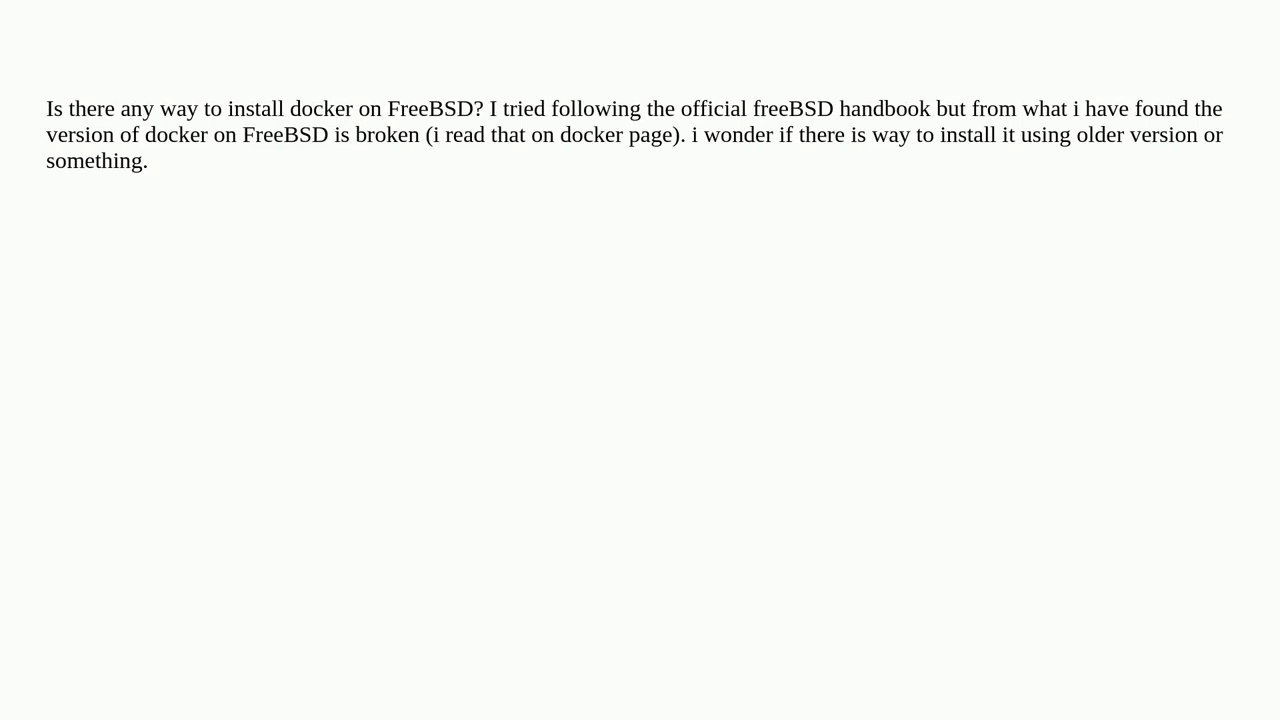 Is there any way to install docker on FreeBSD? I tried following the official freeBSD handbook but from what i have found the
version of docker on FreeBSD is broken (i read that on docker page). i wonder if there is way to install it using older version or
something.